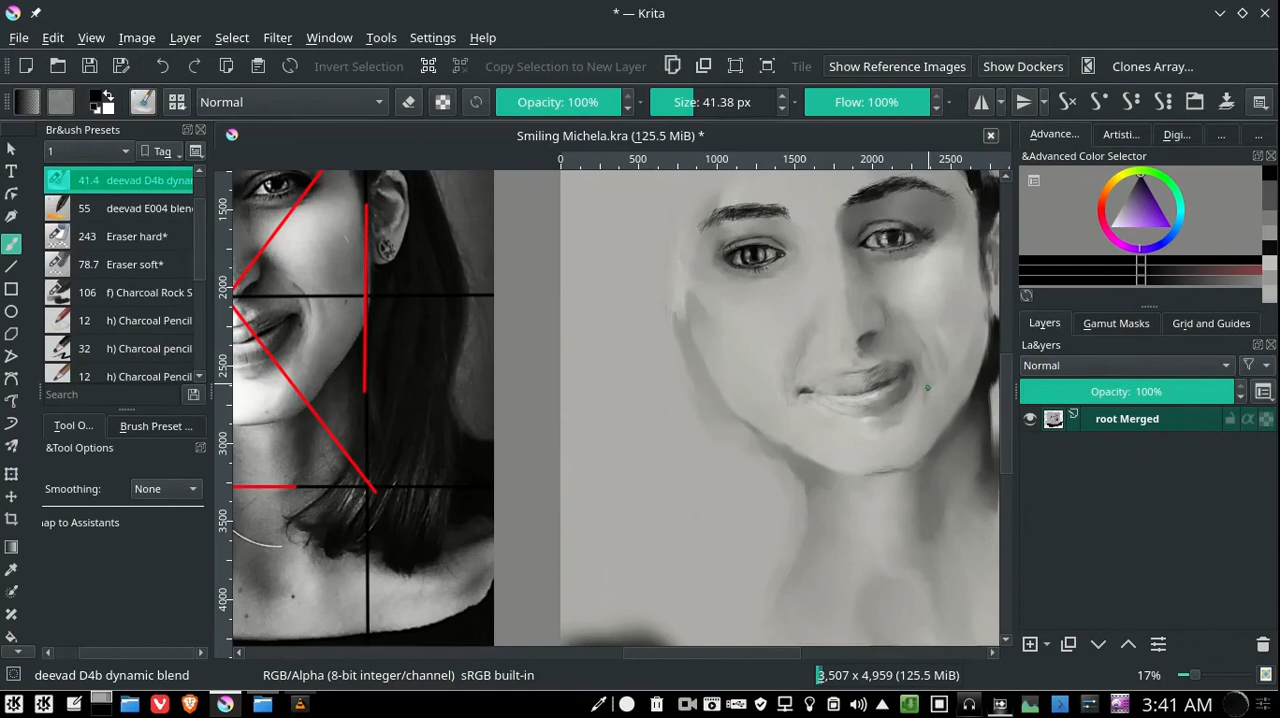 * — Krita
File Edit View Image Layer Select Filter Window Tools Settings Help
Invert Selection Copy Selection to New Layer Tile Show Reference Images Show Dockers Clones Array...
Normal Opacity: 100% Size: 41.38 px Flow: 100%
Br&ush Presets
1 Tag
41.4 deevad D4b dynar
55 deevad E004 blen
243 Eraser hard*
78.7 Eraser soft*
106 f) Charcoal Rock S
12 h) Charcoal Pencil
32 h) Charcoal pencil
12 h) Charcoal Pencil
Search
Tool O... Brush Preset ...
&Tool Options
Smoothing: None
nap to Assistants
Smiling Michela.kra (125.5 MiB) *
0 500 1000 1500 2000 2500
1500
2000
2500
3000
3500
4000
Advance... Artisti... Digi... ... ...
&Advanced Color Selector
Layers Gamut Masks Grid and Guides
La&yers
Normal
Opacity: 100%
root Merged
deevad D4b dynamic blend RGB/Alpha (8-bit integer/channel) sRGB built-in 3,507 x 4,959 (125.5 MiB) 17%
3:41 AM